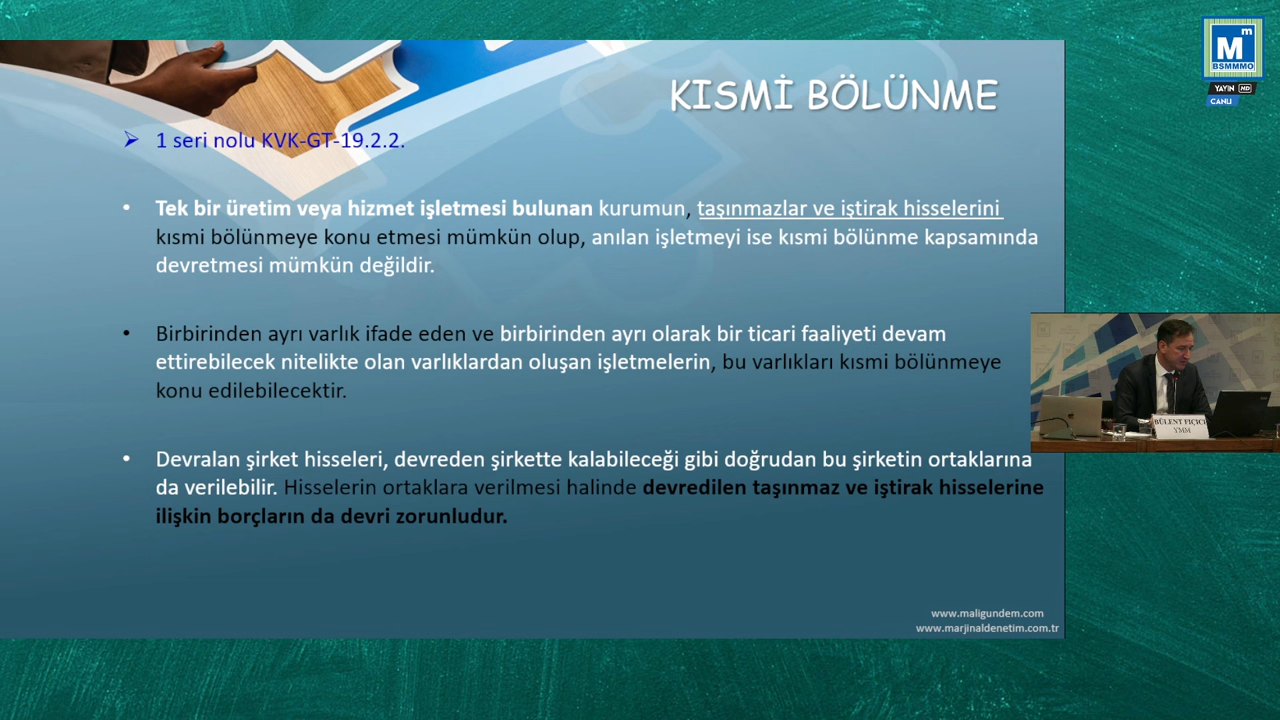 KISMİ BÖLÜNME
1 seri nolu KVK-GT-19.2.2.
Tek bir üretim veya hizmet işletmesi bulunan kurumun, taşınmazlar ve iştirak hisselerini
kısmi bölünmeye konu etmesi mümkün olup, anılan işletmeyi ise kısmi bölünme kapsamında
devretmesi mümkün değildir.
Birbirinden ayrı varlık ifade eden ve birbirinden ayrı olarak bir ticari faaliyeti devam
ettirebilecek nitelikte olan varlıklardan oluşan işletmelerin, bu varlıkları kısmi bölünmeye
konu edilebilecektir.
Devralan şirket hisseleri, devreden şirkette kalabileceği gibi doğrudan bu şirketin ortaklarına
da verilebilir. Hisselerin ortaklara verilmesi halinde devredilen taşınmaz ve iştirak hisselerine
ilişkin borçların da devri zorunludur.
www.maligundem.com
www.marjinaldenetim.com.tr
Mm
BSMMMO
YAYIN HD
CANLI
BÜLENT FIÇICI
YMM